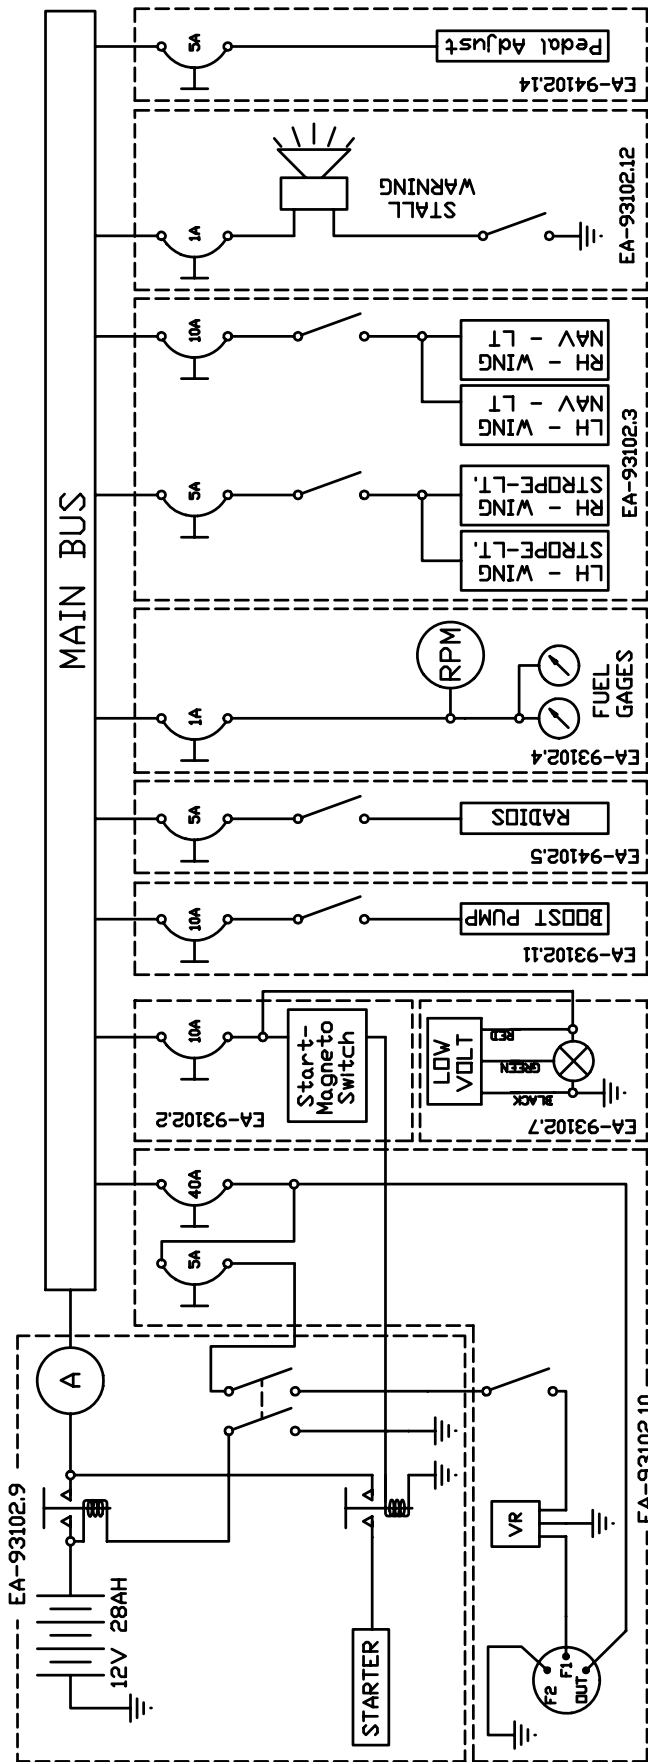 5A
Pedal Adjust
EA-94102.14
1A
STALL
WARNING
EA-93102.12
10A
RH - WING
NAV - LT
LH - WING
NAV - LT
5A
RH - WING
STROPE-LT.
LH - WING
STROPE-LT.
EA-93102.3
MAIN BUS
1A
RPM
FUEL
GAGES
EA-93102.4
5A
RADIOS
EA-94102.5
10A
BOOST PUMP
EA-93102.11
10A
Start-
Magneto
Switch
EA-93102.2
LOW
VOLT
RED
GREEN
BLACK
EA-93102.7
40A
5A
A
EA-93102.9
12V 28AH
STARTER
VR
F2
F1
OUT
EA-93102.10